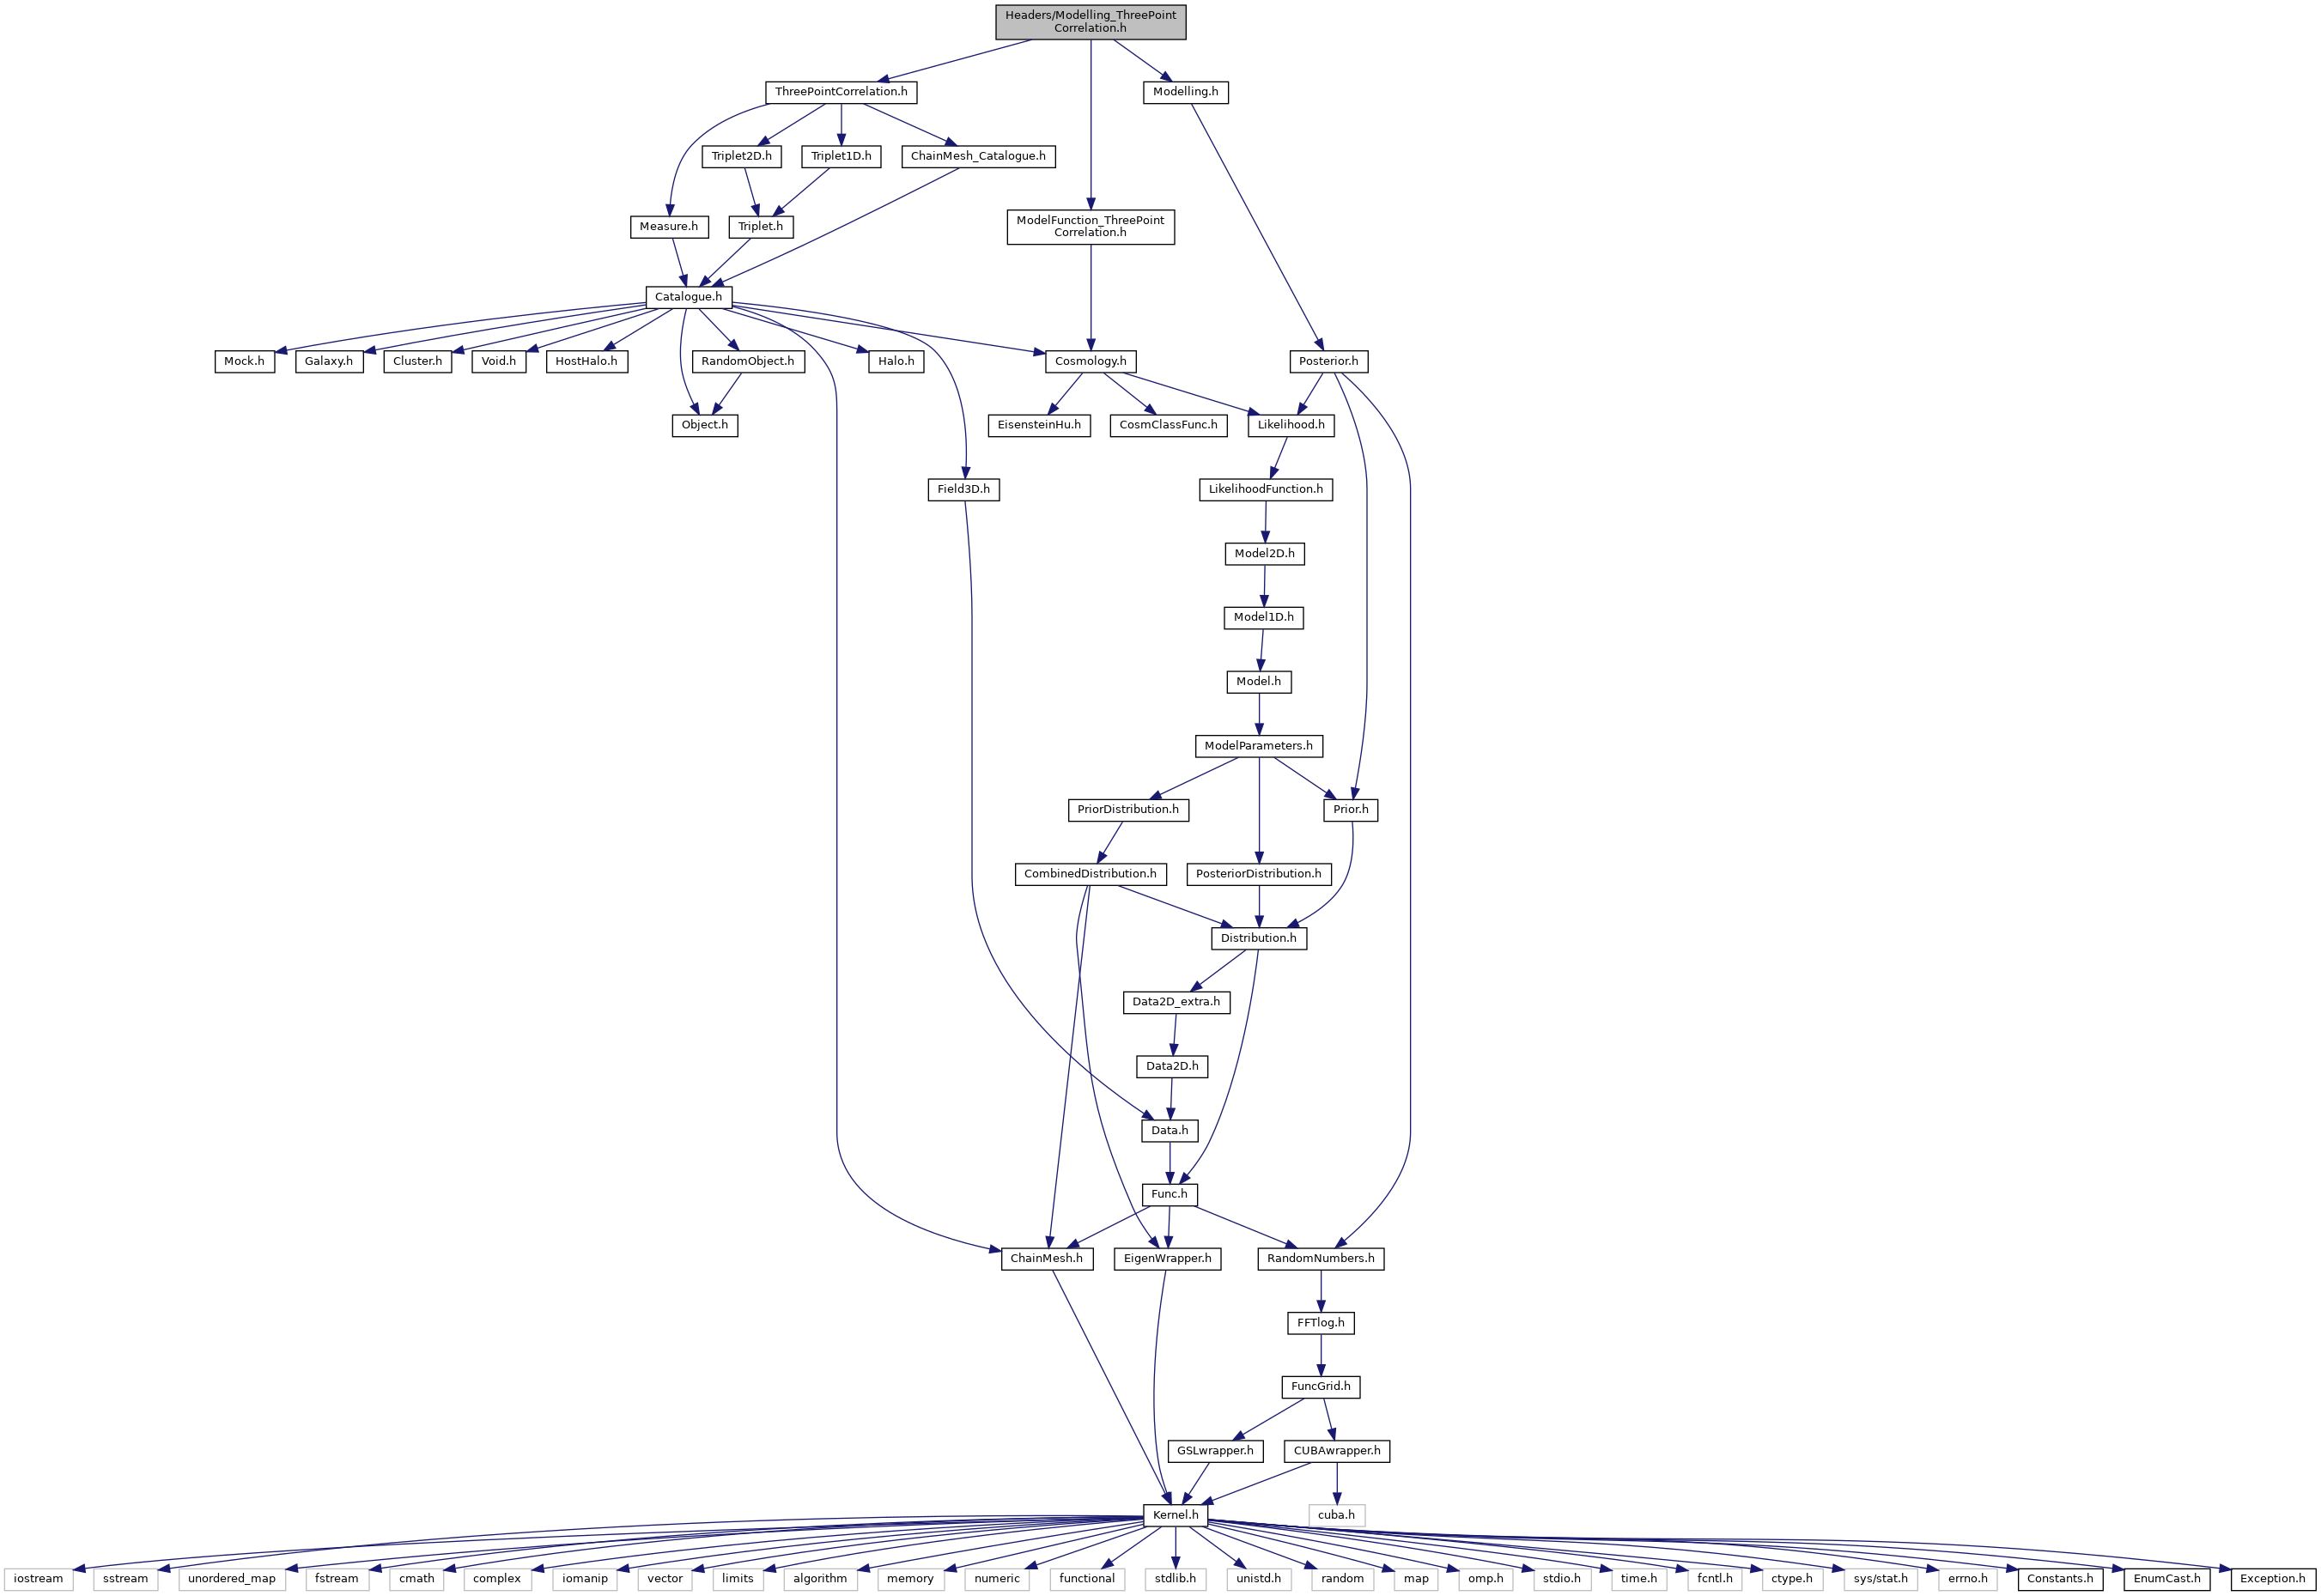 Headers/Modelling_ThreePoint
Correlation.h
ThreePointCorrelation.h
Modelling.h
Triplet2D.h
Triplet1D.h
ChainMesh_Catalogue.h
Measure.h
Triplet.h
ModelFunction_ThreePoint
Correlation.h
Catalogue.h
Mock.h
Galaxy.h
Cluster.h
Void.h
HostHalo.h
RandomObject.h
Halo.h
Cosmology.h
Posterior.h
Object.h
EisensteinHu.h
CosmClassFunc.h
Likelihood.h
Field3D.h
LikelihoodFunction.h
Model2D.h
Model1D.h
Model.h
ModelParameters.h
PriorDistribution.h
Prior.h
CombinedDistribution.h
PosteriorDistribution.h
Distribution.h
Data2D_extra.h
Data2D.h
Data.h
Func.h
ChainMesh.h
EigenWrapper.h
RandomNumbers.h
FFTlog.h
FuncGrid.h
GSLwrapper.h
CUBAwrapper.h
Kernel.h
cuba.h
iostream
sstream
unordered_map
fstream
cmath
complex
iomanip
vector
limits
algorithm
memory
numeric
functional
stdlib.h
unistd.h
random
map
omp.h
stdio.h
time.h
fcntl.h
ctype.h
sys/stat.h
errno.h
Constants.h
EnumCast.h
Exception.h